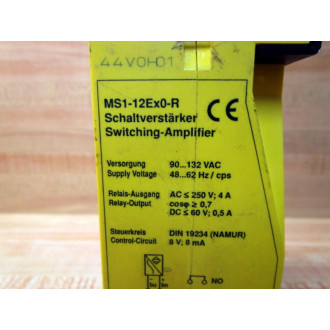 44V0H01
MS1-12Ex0-R
Schaltverstärker CE
Switching-Amplifier
Versorgung 90...132 VAC
Supply Voltage 48...62 Hz / cps
Relais-Ausgang AC ≤ 250 V; 4 A
Relay-Output cosφ ≥ 0,7
DC ≤ 60 V; 0,5 A
Steuerkreis DIN 19234 (NAMUR)
Control-Circuit 8 V; 8 mA
NO
bn bu